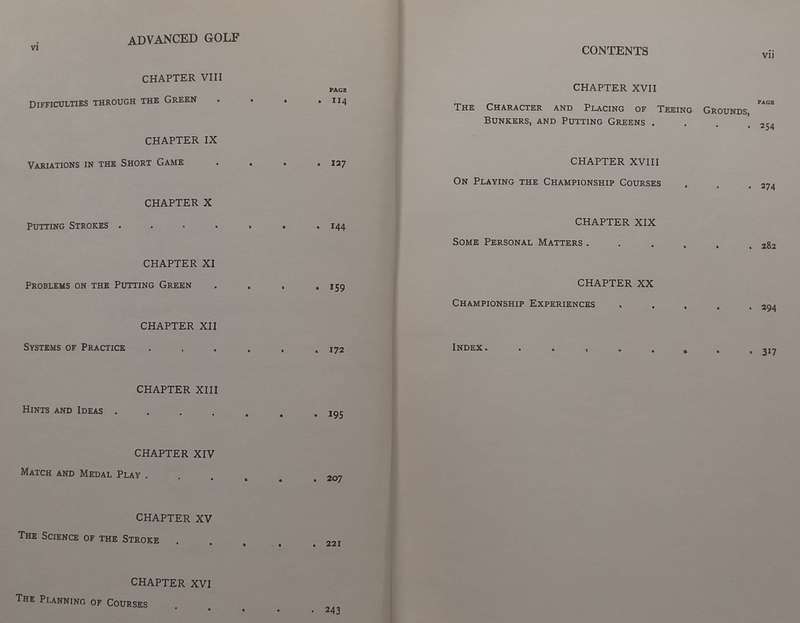 vi
ADVANCED GOLF
CHAPTER VIII
PAGE
DIFFICULTIES THROUGH THE GREEN . . . . 114
CHAPTER IX
VARIATIONS IN THE SHORT GAME . . . . 127
CHAPTER X
PUTTING STROKES . . . . . . . 144
CHAPTER XI
PROBLEMS ON THE PUTTING GREEN . . . . 159
CHAPTER XII
SYSTEMS OF PRACTICE . . . . . . 172
CHAPTER XIII
HINTS AND IDEAS . . . . . . . 195
CHAPTER XIV
MATCH AND MEDAL PLAY . . . . . . 207
CHAPTER XV
THE SCIENCE OF THE STROKE . . . . . 221
CHAPTER XVI
THE PLANNING OF COURSES . . . . . 243
CONTENTS
vii
CHAPTER XVII
PAGE
THE CHARACTER AND PLACING OF TEEING GROUNDS,
BUNKERS, AND PUTTING GREENS . . . . 254
CHAPTER XVIII
ON PLAYING THE CHAMPIONSHIP COURSES . . . 274
CHAPTER XIX
SOME PERSONAL MATTERS . . . . . . 282
CHAPTER XX
CHAMPIONSHIP EXPERIENCES . . . . . 294
INDEX . . . . . . . . . 317